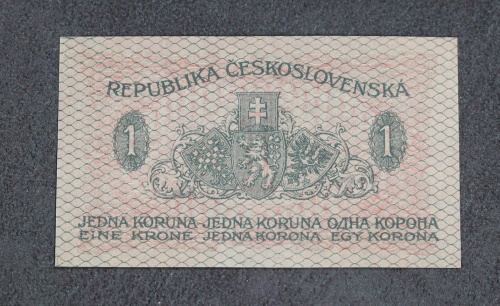 REPUBLIKA ČESKOSLOVENSKÁ
1 1
JEDNA KORUNA JEDNA KORUNA ОДНА КОРОНА
EINE KRONE JEDNA KORONA EGY KORONA